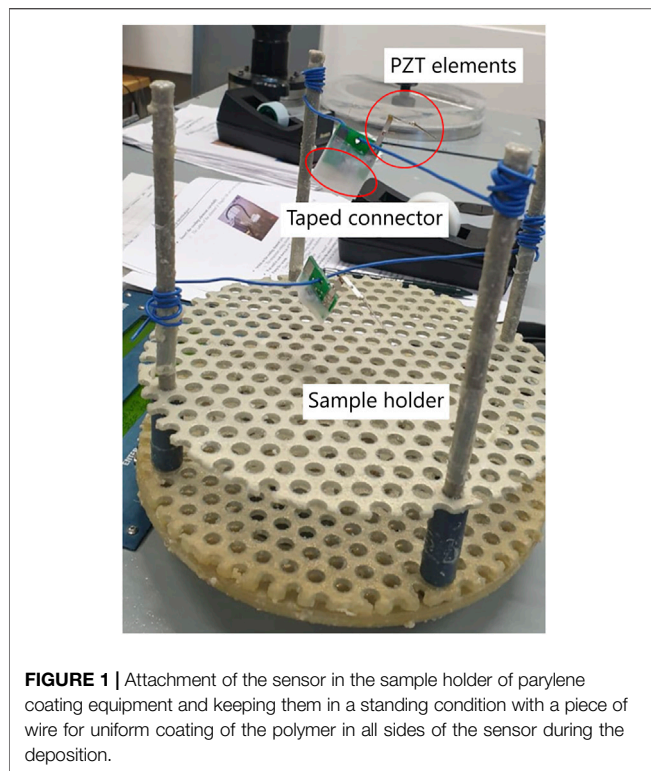 PZT elements
Taped connector
Sample holder
FIGURE 1 | Attachment of the sensor in the sample holder of parylene
coating equipment and keeping them in a standing condition with a piece of
wire for uniform coating of the polymer in all sides of the sensor during the
deposition.